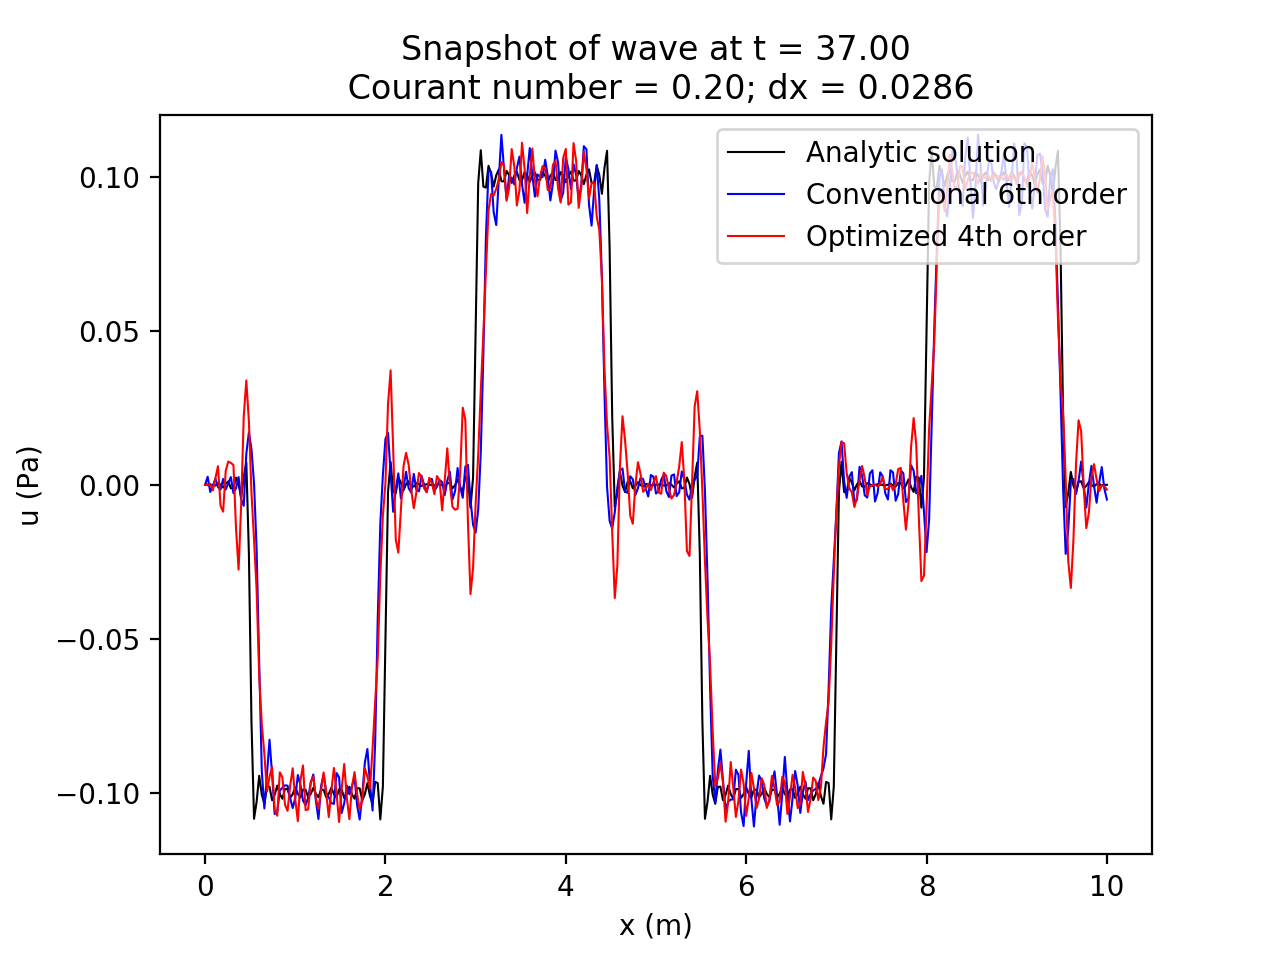 Snapshot of wave at t = 37.00
Courant number = 0.20; dx = 0.0286
Analytic solution
Conventional 6th order
Optimized 4th order
0.10
0.05
0.00
−0.05
−0.10
u (Pa)
0 2 4 6 8 10
x (m)